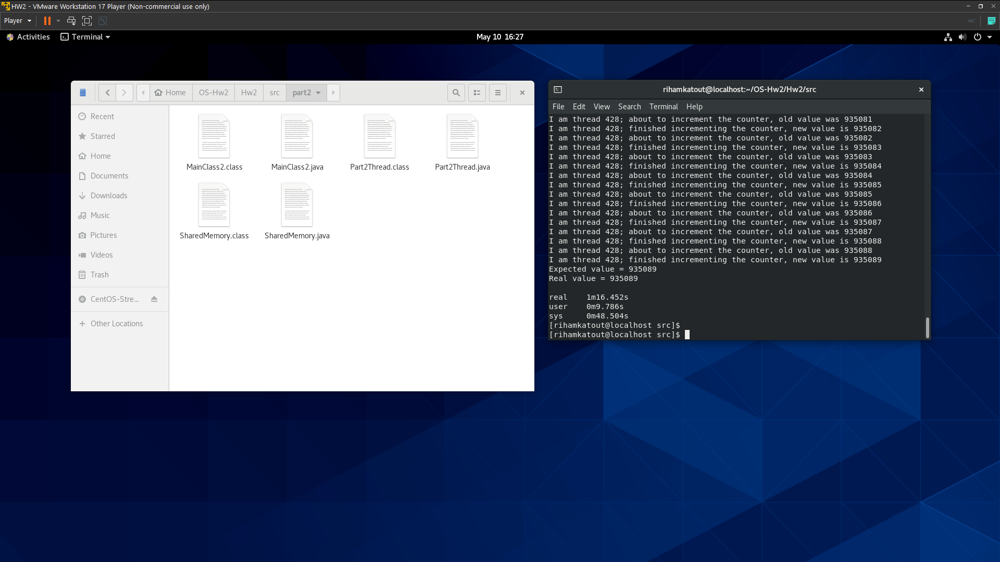 HW2 - VMware Workstation 17 Player (Non-commercial use only)
Player
Activities
Terminal
May 10 16:27
Home
OS-Hw2
Hw2
src
part2
Recent
Starred
Home
Documents
Downloads
Music
Pictures
Videos
Trash
CentOS-Stre...
Other Locations
MainClass2.class
MainClass2.java
Part2Thread.class
Part2Thread.java
SharedMemory.class
SharedMemory.java
rihamkatout@localhost:~/OS-Hw2/Hw2/src
File Edit View Search Terminal Help
I am thread 428; about to increment the counter, old value was 935081
I am thread 428; finished incrementing the counter, new value is 935082
I am thread 428; about to increment the counter, old value was 935082
I am thread 428; finished incrementing the counter, new value is 935083
I am thread 428; about to increment the counter, old value was 935083
I am thread 428; finished incrementing the counter, new value is 935084
I am thread 428; about to increment the counter, old value was 935084
I am thread 428; finished incrementing the counter, new value is 935085
I am thread 428; about to increment the counter, old value was 935085
I am thread 428; finished incrementing the counter, new value is 935086
I am thread 428; about to increment the counter, old value was 935086
I am thread 428; finished incrementing the counter, new value is 935087
I am thread 428; about to increment the counter, old value was 935087
I am thread 428; finished incrementing the counter, new value is 935088
I am thread 428; about to increment the counter, old value was 935088
I am thread 428; finished incrementing the counter, new value is 935089
Expected value = 935089
Real value = 935089
real 1m16.452s
user 0m9.786s
sys 0m48.504s
[rihamkatout@localhost src]$
[rihamkatout@localhost src]$